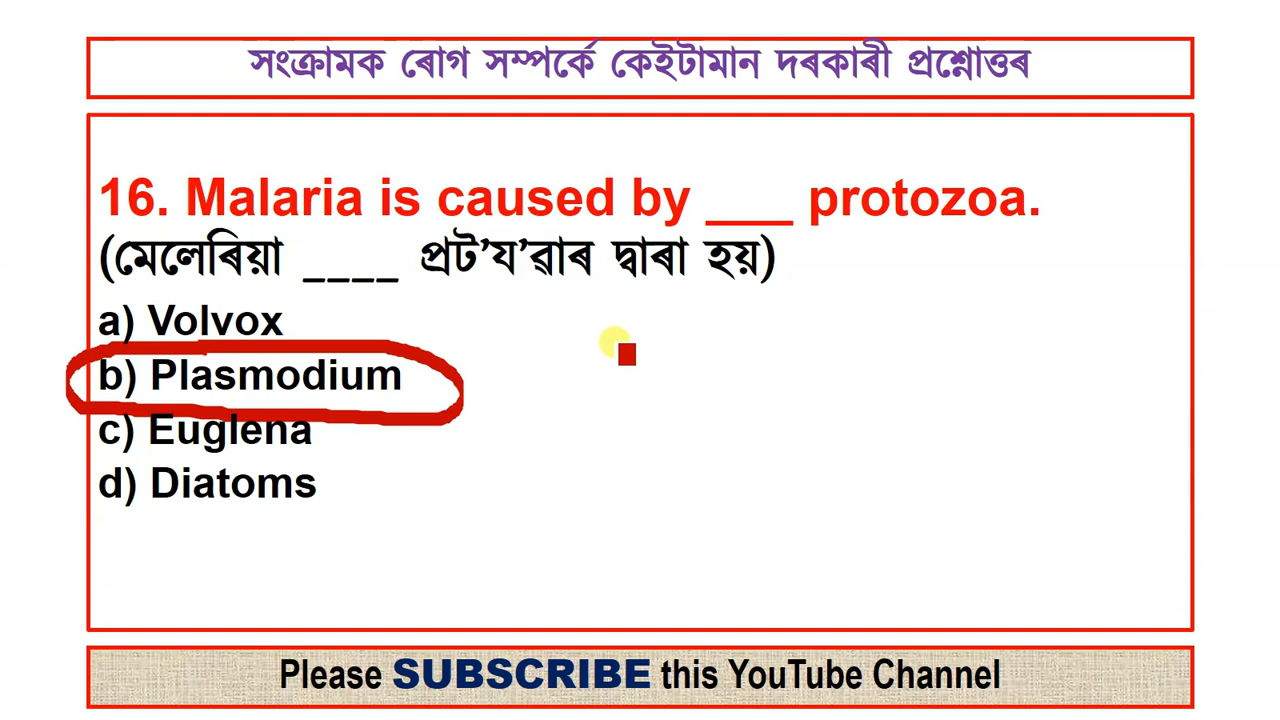 সংক্ৰামক ৰোগ সম্পৰ্কে কেইটামান দৰকাৰী প্ৰশ্নোত্তৰ
16. Malaria is caused by ___ protozoa.
(মেলেৰিয়া ____ প্ৰট’য’ৱাৰ দ্বাৰা হয়)
a) Volvox
b) Plasmodium
c) Euglena
d) Diatoms
Please SUBSCRIBE this YouTube Channel